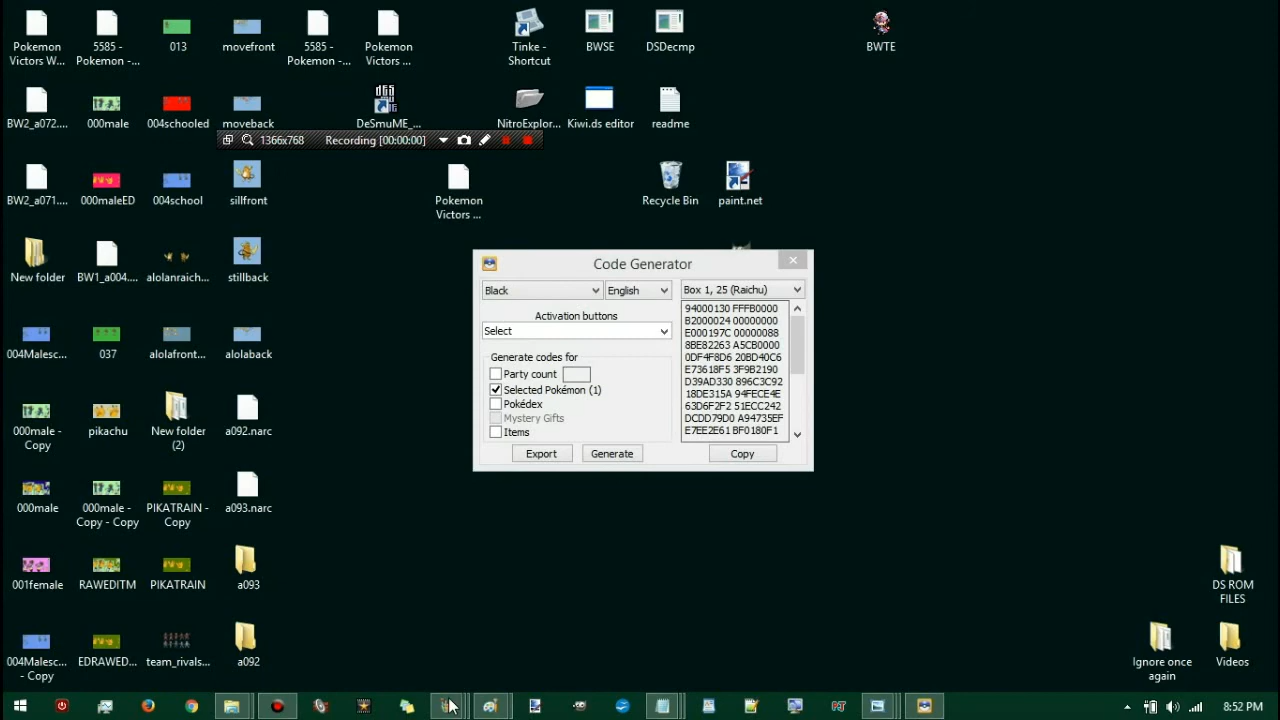 Pokemon
Victors W...
5585 -
Pokemon -...
013
movefront
5585 -
Pokemon -...
Pokemon
Victors ...
Tinke -
Shortcut
BWSE
DSDecmp
BWTE
BW2_a072....
000male
004schooled
moveback
DeSmuME_...
NitroExplor...
Kiwi.ds editor
readme
1366x768
Recording [00:00:00]
BW2_a071....
000maleED
004school
sillfront
Pokemon
Victors ...
Recycle Bin
paint.net
New folder
BW1_a004....
alolanraich...
stillback
Code Generator
Black
English
Box 1, 25 (Raichu)
Activation buttons
Select
Generate codes for
Party count
Selected Pokémon (1)
Pokédex
Mystery Gifts
Items
Export
Generate
94000130 FFFB0000
B2000024 00000000
E000197C 00000088
8BE82263 A5CB0000
0DF4F8D6 20BD40C6
E73618F5 3F9B2190
D39AD330 896C3C92
18DE315A 94FECE4E
63D6F2F2 51ECC242
DCDD79D0 A94735EF
E7EE2E61 BF0180F1
Copy
004Malesc...
037
alolafront...
alolaback
000male -
Copy
pikachu
New folder
(2)
a092.narc
000male
000male -
Copy - Copy
PIKATRAIN -
Copy
a093.narc
001female
RAWEDITM
PIKATRAIN
a093
DS ROM
FILES
004Malesc...
- Copy
EDRAWED...
team_rivals...
a092
Ignore once
again
Videos
8:52 PM